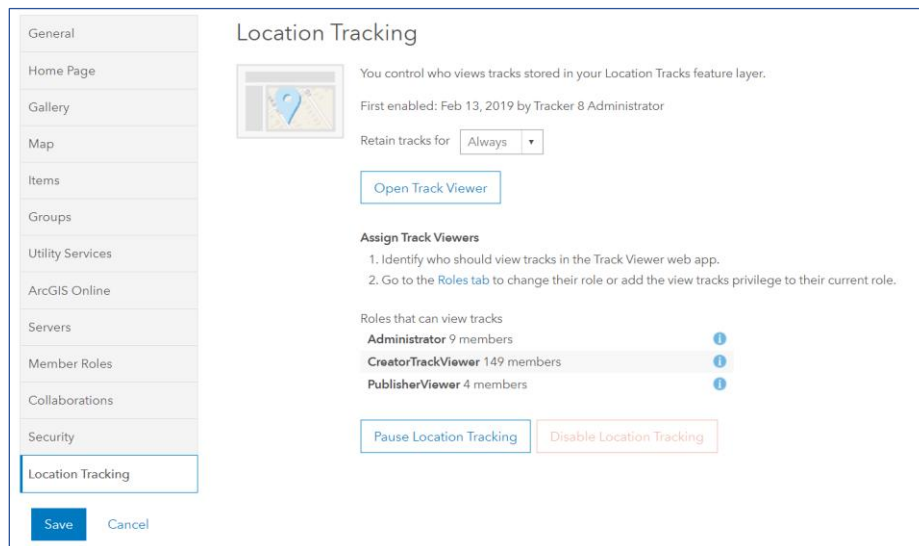 General
Home Page
Gallery
Map
Items
Groups
Utility Services
ArcGIS Online
Servers
Member Roles
Collaborations
Security
Location Tracking
Save
Cancel
Location Tracking
You control who views tracks stored in your Location Tracks feature layer.
First enabled: Feb 13, 2019 by Tracker 8 Administrator
Retain tracks for Always
Open Track Viewer
Assign Track Viewers
1. Identify who should view tracks in the Track Viewer web app.
2. Go to the Roles tab to change their role or add the view tracks privilege to their current role.
Roles that can view tracks
Administrator 9 members
CreatorTrackViewer 149 members
PublisherViewer 4 members
Pause Location Tracking
Disable Location Tracking